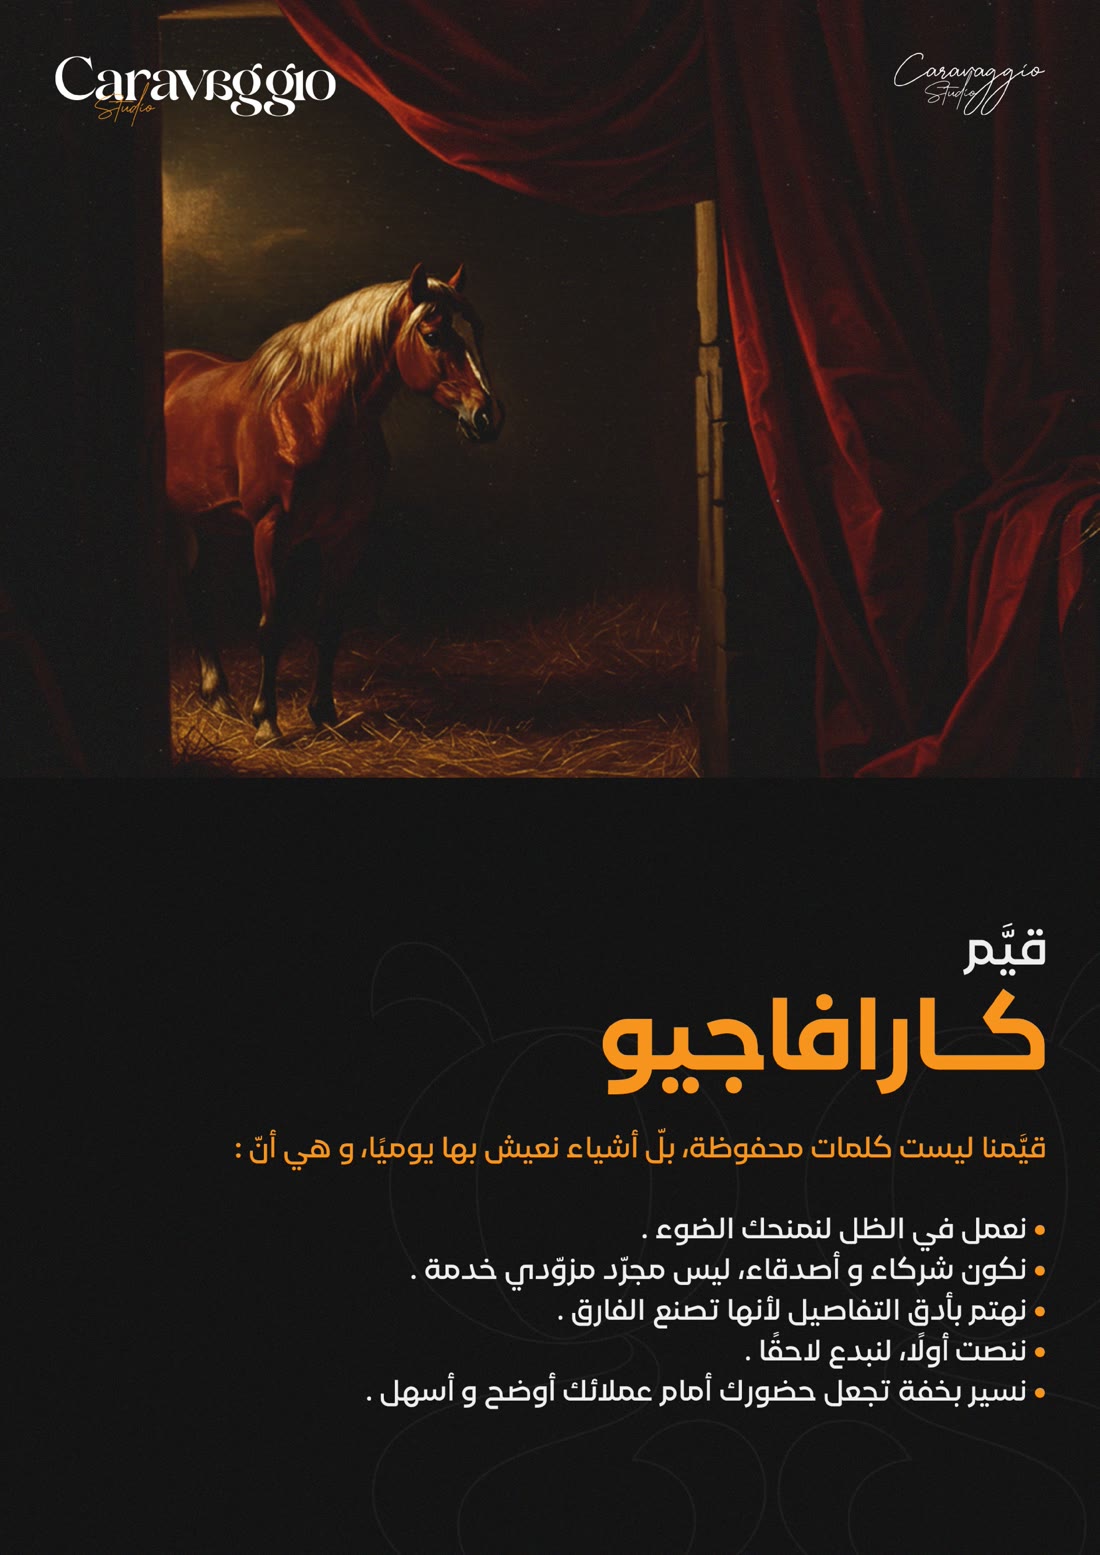 Caravaggio
Studio
Caravaggio
Studio
قيَّم
كارافاجيو
قيَّمنا ليست كلمات محفوظة، بلّ أشياء نعيش بها يوميًا، و هي أنّ :
• نعمل في الظل لنمنحك الضوء .
• نكون شركاء و أصدقاء، ليس مجرّد مزوّدي خدمة .
• نهتم بأدق التفاصيل لأنها تصنع الفارق .
• ننصت أولًا، لنبدع لاحقًا .
• نسير بخفة تجعل حضورك أمام عملائك أوضح و أسهل .